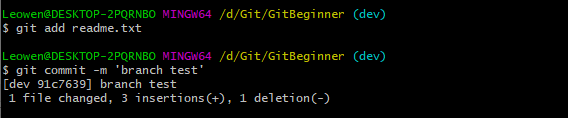 Leowen@DESKTOP-2PQRNBO MINGW64 /d/Git/GitBeginner (dev)
$ git add readme.txt
Leowen@DESKTOP-2PQRNBO MINGW64 /d/Git/GitBeginner (dev)
$ git commit -m 'branch test'
[dev 91c7639] branch test
 1 file changed, 3 insertions(+), 1 deletion(-)